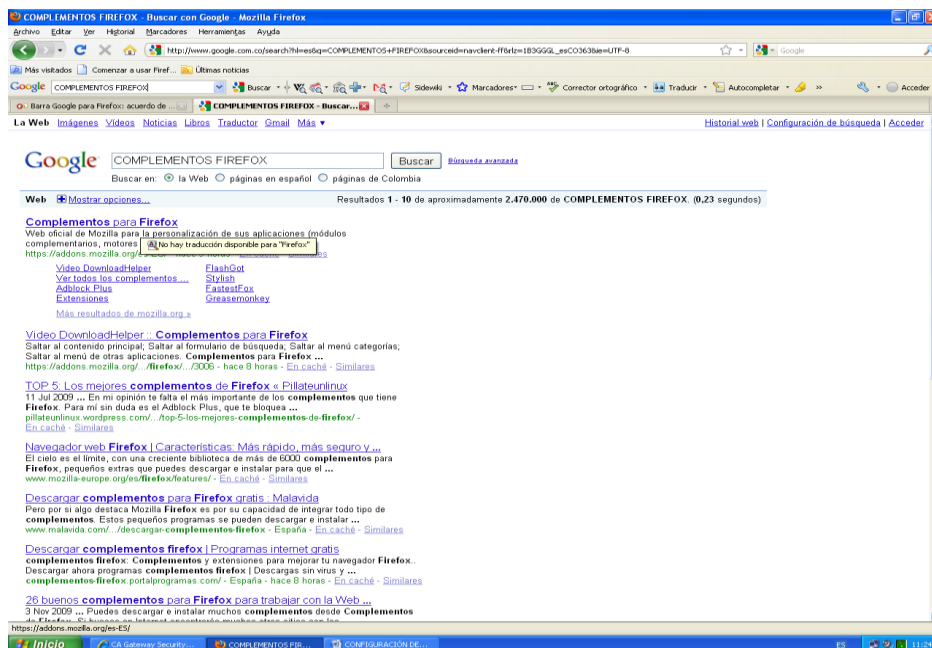 COMPLEMENTOS FIREFOX - Buscar con Google - Mozilla Firefox
Archivo Editar Ver Historial Marcadores Herramientas Ayuda
http://www.google.com.co/search?hl=es&q=COMPLEMENTOS+FIREFOX&sourceid=navclient-ff&rlz=1B3GGGL_esCO363&ie=UTF-8
Google
Más visitados Comenzar a usar Firef... Últimas noticias
Google COMPLEMENTOS FIREFOX Buscar Sidewiki Marcadores Corrector ortográfico Traducir Autocompletar » Acceder
Barra Google para Firefox: acuerdo de ... COMPLEMENTOS FIREFOX - Buscar...
La Web Imágenes Vídeos Noticias Libros Traductor Gmail Más ▼ Historial web | Configuración de búsqueda | Acceder
Google COMPLEMENTOS FIREFOX Buscar Búsqueda avanzada
Buscar en: la Web páginas en español páginas de Colombia
Web Mostrar opciones... Resultados 1 - 10 de aproximadamente 2.470.000 de COMPLEMENTOS FIREFOX. (0,23 segundos)
Complementos para Firefox
Web oficial de Mozilla para la personalización de sus aplicaciones (módulos
complementarios, motores
No hay traducción disponible para "Firefox"
https://addons.mozilla.org/ En caché - Similares
Video DownloadHelper FlashGot
Ver todos los complementos ... Stylish
Adblock Plus FastestFox
Extensiones Greasemonkey
Más resultados de mozilla.org »
Video DownloadHelper :: Complementos para Firefox
Saltar al contenido principal; Saltar al formulario de búsqueda; Saltar al menú categorías;
Saltar al menú de otras aplicaciones. Complementos para Firefox ...
https://addons.mozilla.org/.../firefox/.../3006 - hace 8 horas - En caché - Similares
TOP 5: Los mejores complementos de Firefox « Pillateunlinux
11 Jul 2009 ... En mi opinión te falta el más importante de los complementos que tiene
Firefox. Para mí sin duda es el Adblock Plus, que te bloquea ...
pillateunlinux.wordpress.com/.../top-5-los-mejores-complementos-de-firefox/ -
En caché - Similares
Navegador web Firefox | Características: Más rápido, más seguro y ...
El cielo es el límite, con una creciente biblioteca de más de 6000 complementos para
Firefox, pequeños extras que puedes descargar e instalar para que el ...
www.mozilla-europe.org/es/firefox/features/ - En caché - Similares
Descargar complementos para Firefox gratis : Malavida
Pero por si algo destaca Mozilla Firefox es por su capacidad de integrar todo tipo de
complementos. Estos pequeños programas se pueden descargar e instalar ...
www.malavida.com/.../descargar-complementos-firefox - España - En caché - Similares
Descargar complementos firefox | Programas internet gratis
complementos firefox: Complementos y extensiones para mejorar tu navegador Firefox..
Descargar ahora programas complementos firefox | Descargas sin virus y ...
complementos-firefox.portalprogramas.com/ - España - hace 8 horas - En caché - Similares
26 buenos complementos para Firefox para trabajar con la Web ...
3 Nov 2009 ... Puedes descargar e instalar muchos complementos desde Complementos
https://addons.mozilla.org/es-ES/
Inicio CA Gateway Security... COMPLEMENTOS FIR... CONFIGURACIÓN DE... ES 11:24